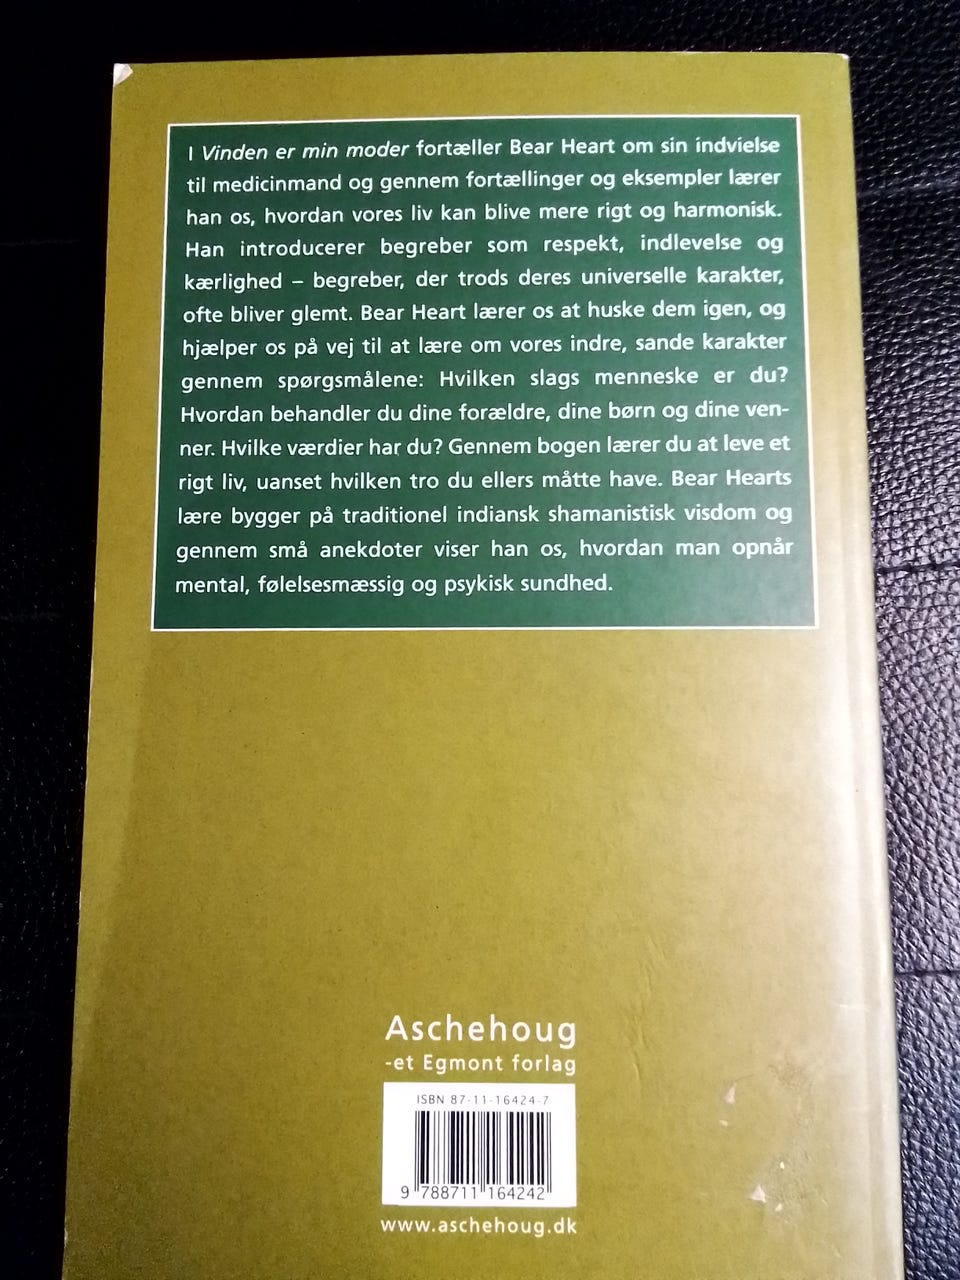 I Vinden er min moder fortæller Bear Heart om sin indvielse
til medicinmand og gennem fortællinger og eksempler lærer
han os, hvordan vores liv kan blive mere rigt og harmonisk.
Han introducerer begreber som respekt, indlevelse og
kærlighed – begreber, der trods deres universelle karakter,
ofte bliver glemt. Bear Heart lærer os at huske dem igen, og
hjælper os på vej til at lære om vores indre, sande karakter
gennem spørgsmålene: Hvilken slags menneske er du?
Hvordan behandler du dine forældre, dine børn og dine ven-
ner. Hvilke værdier har du? Gennem bogen lærer du at leve et
rigt liv, uanset hvilken tro du ellers måtte have. Bear Hearts
lære bygger på traditionel indiansk shamanistisk visdom og
gennem små anekdoter viser han os, hvordan man opnår
mental, følelsesmæssig og psykisk sundhed.
Aschehoug
-et Egmont forlag
ISBN 87-11-16424-7
9 788711 164242
www.aschehoug.dk